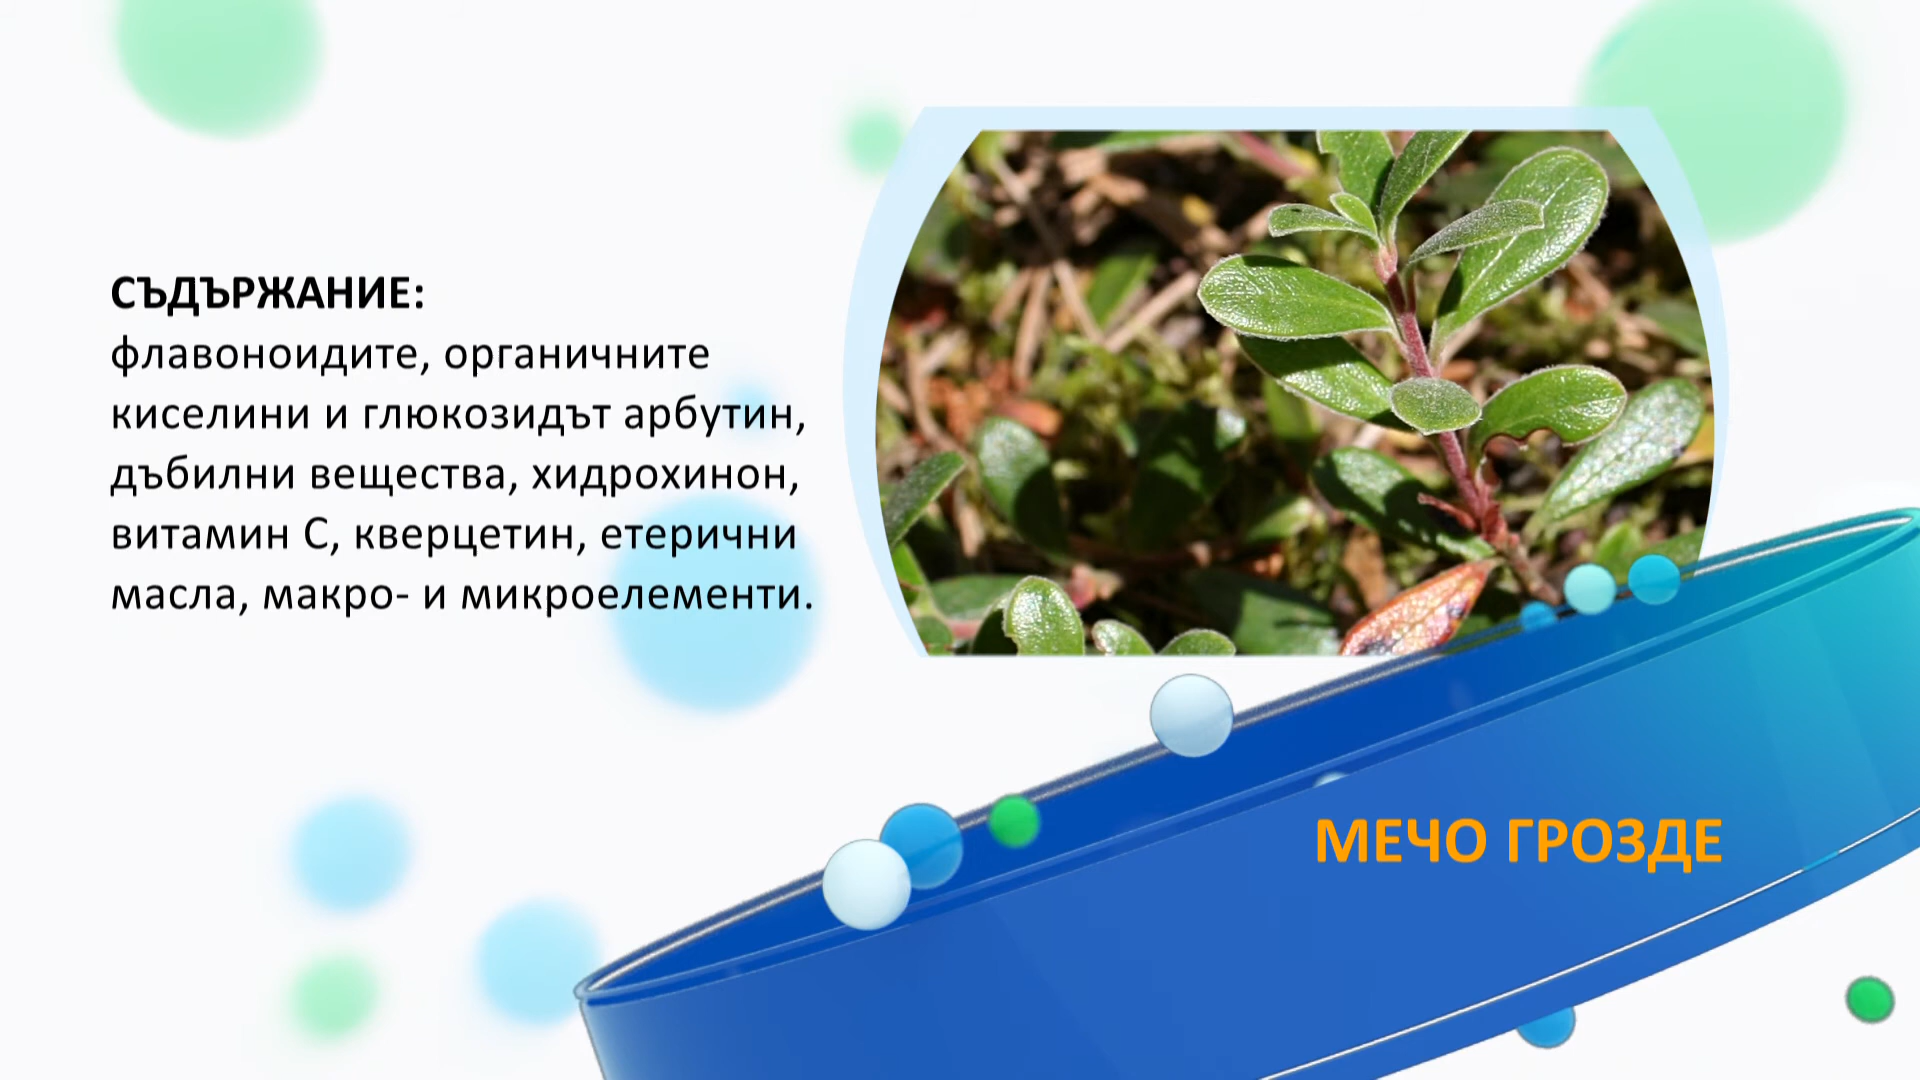 СЪДЪРЖАНИЕ:
флавоноидите, органичните
киселини и глюкозидът арбутин,
дъбилни вещества, хидрохинон,
витамин С, кверцетин, етерични
масла, макро- и микроелементи.
МЕЧО ГРОЗДЕ